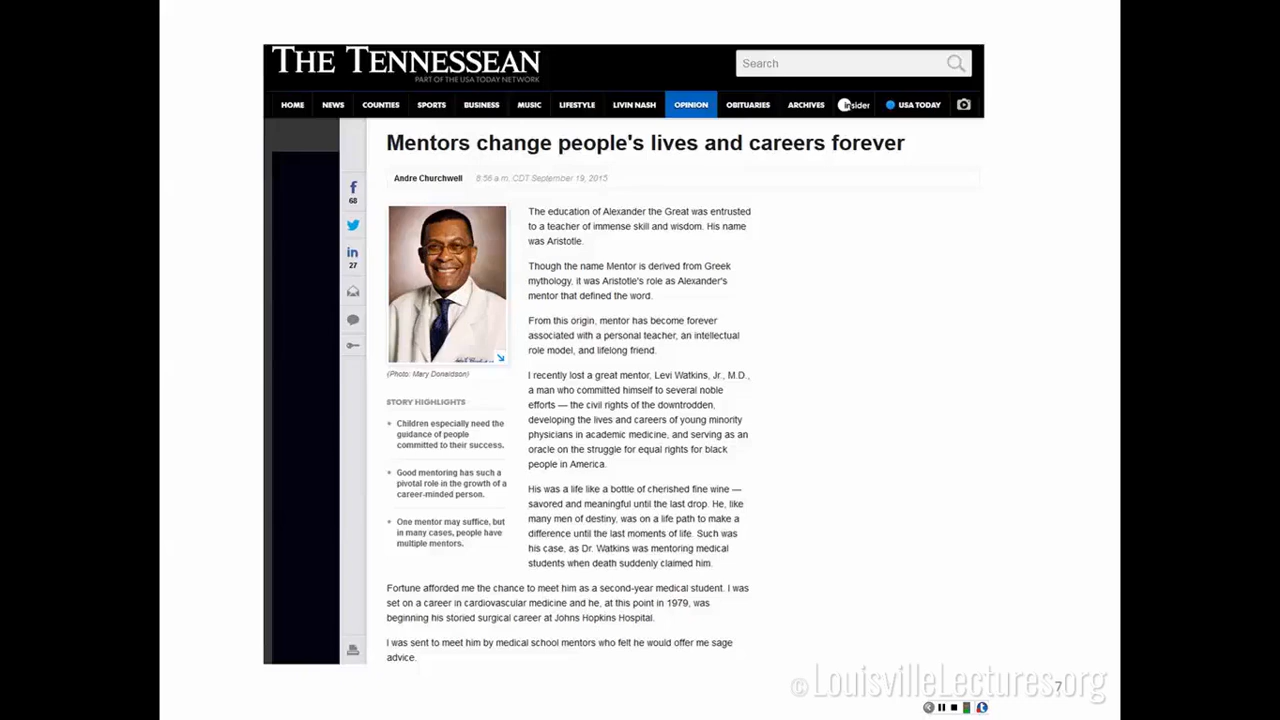 THE TENNESSEAN
PART OF THE USA TODAY NETWORK
Search
HOME NEWS COUNTIES SPORTS BUSINESS MUSIC LIFESTYLE LIVIN NASH OPINION OBITUARIES ARCHIVES insider USA TODAY
Mentors change people's lives and careers forever
Andre Churchwell 8:56 a.m. CDT September 19, 2015
68
27
(Photo: Mary Donaldson)
STORY HIGHLIGHTS
Children especially need the
guidance of people
committed to their success.
Good mentoring has such a
pivotal role in the growth of a
career-minded person.
One mentor may suffice, but
in many cases, people have
multiple mentors.
The education of Alexander the Great was entrusted
to a teacher of immense skill and wisdom. His name
was Aristotle.
Though the name Mentor is derived from Greek
mythology, it was Aristotle's role as Alexander's
mentor that defined the word.
From this origin, mentor has become forever
associated with a personal teacher, an intellectual
role model, and lifelong friend.
I recently lost a great mentor, Levi Watkins, Jr., M.D.,
a man who committed himself to several noble
efforts — the civil rights of the downtrodden,
developing the lives and careers of young minority
physicians in academic medicine, and serving as an
oracle on the struggle for equal rights for black
people in America.
His was a life like a bottle of cherished fine wine —
savored and meaningful until the last drop. He, like
many men of destiny, was on a life path to make a
difference until the last moments of life. Such was
his case, as Dr. Watkins was mentoring medical
students when death suddenly claimed him.
Fortune afforded me the chance to meet him as a second-year medical student. I was
set on a career in cardiovascular medicine and he, at this point in 1979, was
beginning his storied surgical career at Johns Hopkins Hospital.
I was sent to meet him by medical school mentors who felt he would offer me sage
advice.
© LouisvilleLectures.org
7